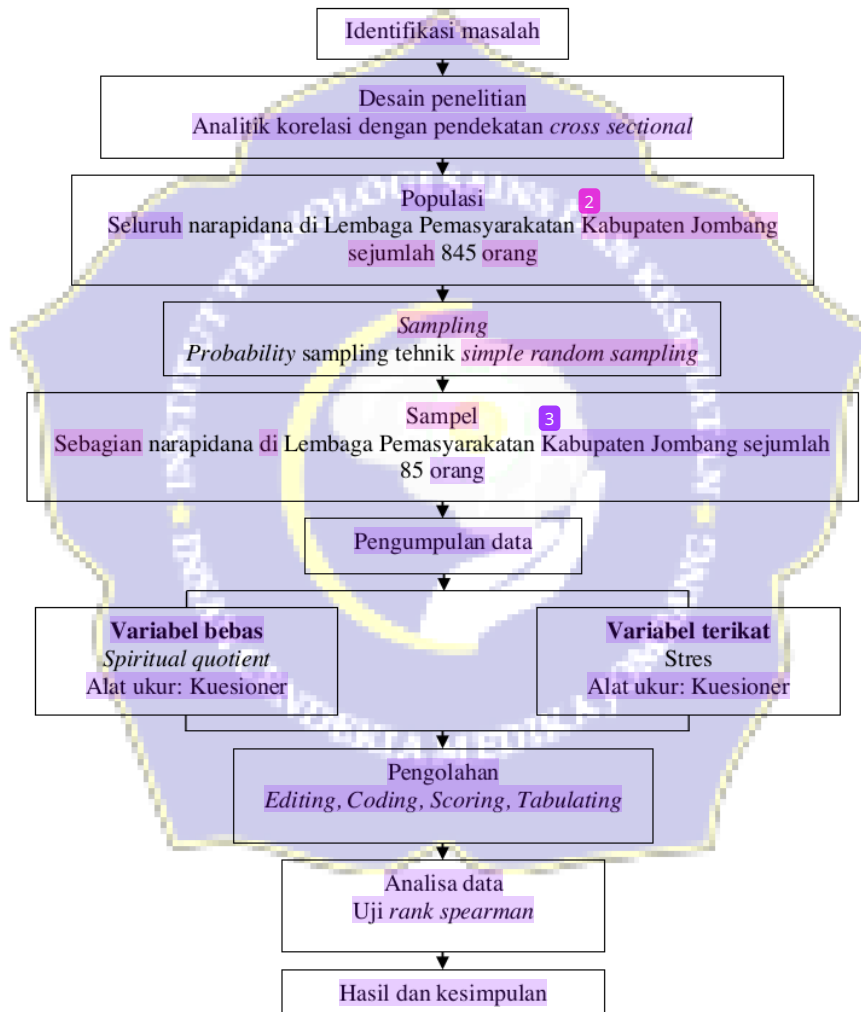 Identifikasi masalah
Desain penelitian
Analitik korelasi dengan pendekatan cross sectional
Populasi
2
Seluruh narapidana di Lembaga Pemasyarakatan Kabupaten Jombang
sejumlah 845 orang
Sampling
Probability sampling tehnik simple random sampling
Sampel
3
Sebagian narapidana di Lembaga Pemasyarakatan Kabupaten Jombang sejumlah
85 orang
Pengumpulan data
Variabel bebas
Spiritual quotient
Alat ukur: Kuesioner
Variabel terikat
Stres
Alat ukur: Kuesioner
Pengolahan
Editing, Coding, Scoring, Tabulating
Analisa data
Uji rank spearman
Hasil dan kesimpulan